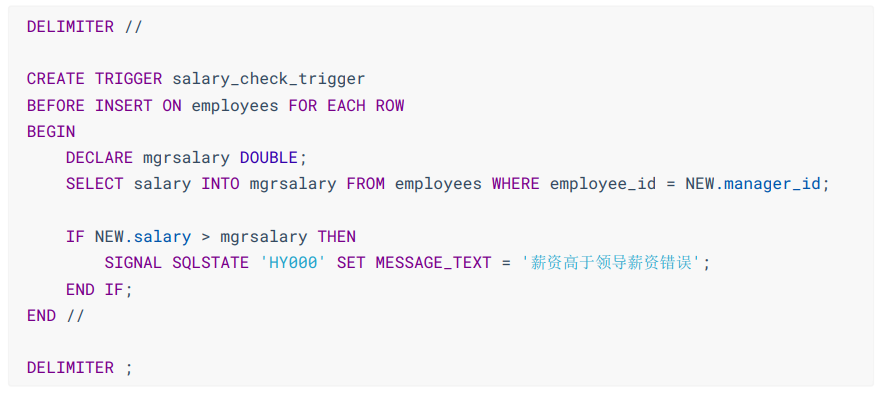 DELIMITER //
CREATE TRIGGER salary_check_trigger
BEFORE INSERT ON employees FOR EACH ROW
BEGIN
DECLARE mgrsalary DOUBLE;
SELECT salary INTO mgrsalary FROM employees WHERE employee_id = NEW.manager_id;
IF NEW.salary > mgrsalary THEN
SIGNAL SQLSTATE 'HY000' SET MESSAGE_TEXT = '薪资高于领导薪资错误';
END IF;
END //
DELIMITER ;